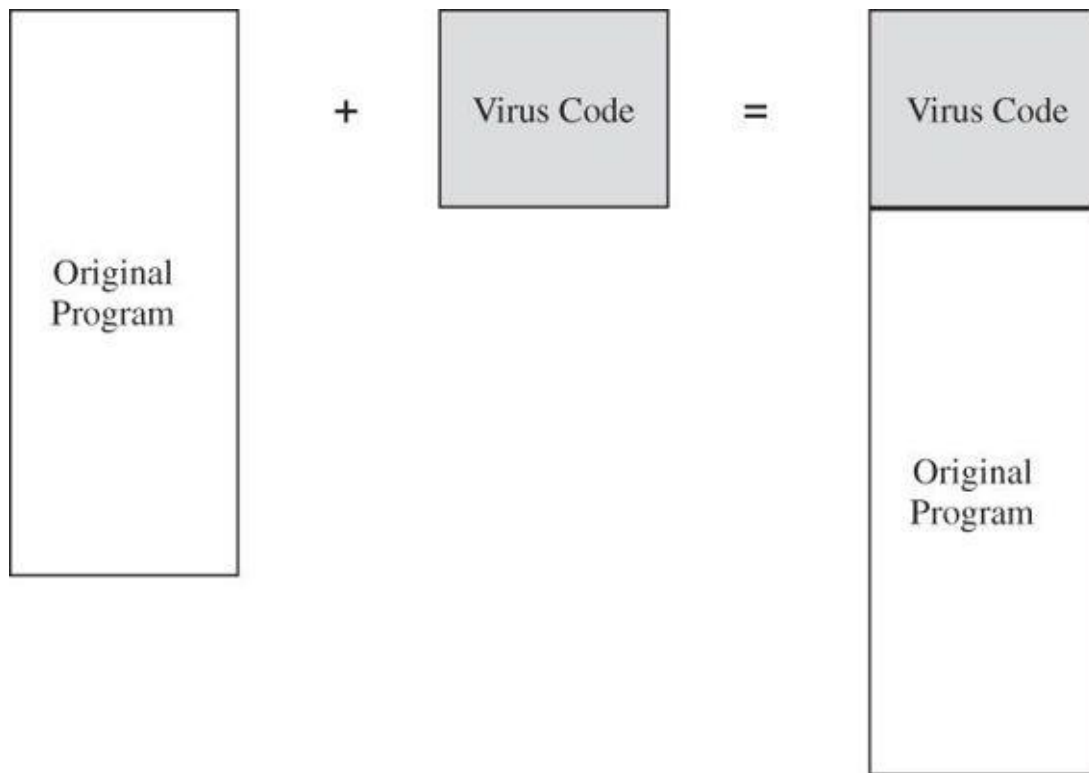 +
Virus Code
=
Virus Code
Original
Program
Original
Program